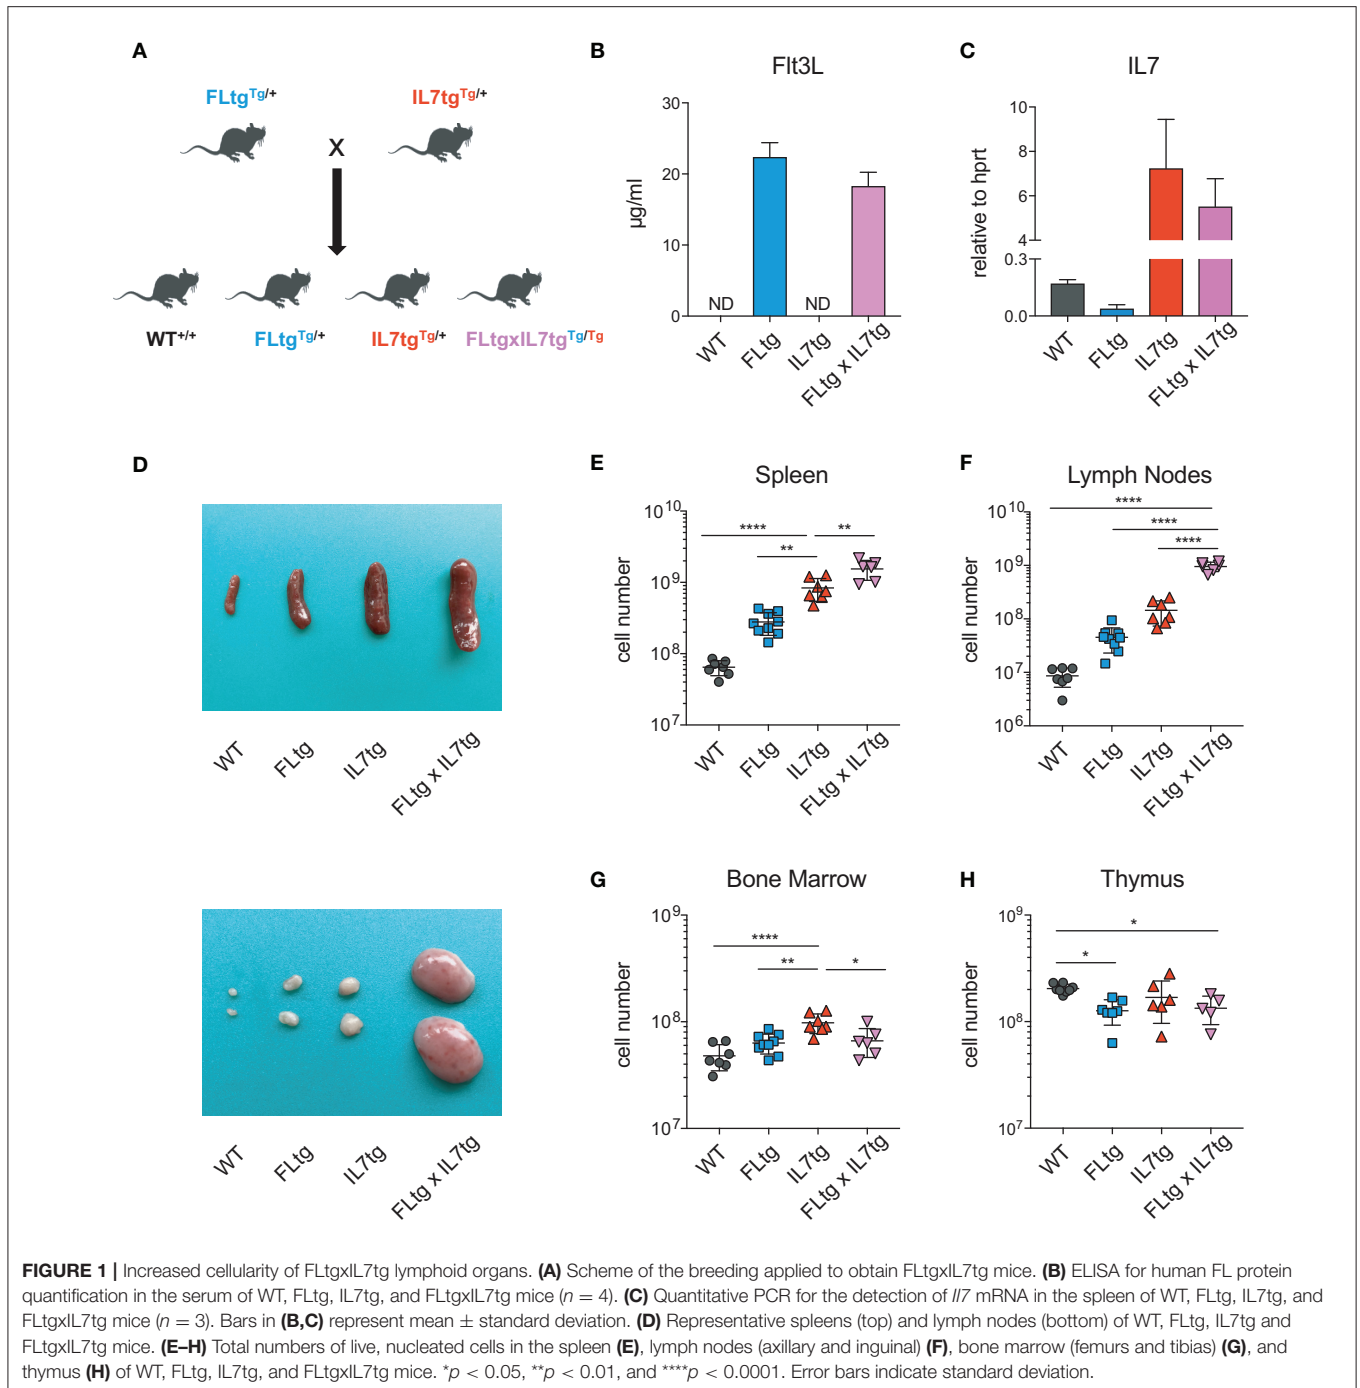 A
FLtgTg/+
IL7tgTg/+
X
WT+/+
FLtgTg/+
IL7tgTg/+
FLtgxIL7tgTg/Tg
B
Flt3L
µg/ml
30
20
10
0
ND
ND
WT
FLtg
IL7tg
FLtg x IL7tg
C
IL7
relative to hprt
10
8
6
4
0.3
0.0
WT
FLtg
IL7tg
FLtg x IL7tg
D
WT
FLtg
IL7tg
FLtg x IL7tg
WT
FLtg
IL7tg
FLtg x IL7tg
E
Spleen
cell number
10^10
10^9
10^8
10^7
****
**
**
WT
FLtg
IL7tg
FLtg x IL7tg
F
Lymph Nodes
cell number
10^10
10^9
10^8
10^7
10^6
****
****
****
WT
FLtg
IL7tg
FLtg x IL7tg
G
Bone Marrow
cell number
10^9
10^8
10^7
****
**
*
WT
FLtg
IL7tg
FLtg x IL7tg
H
Thymus
cell number
10^9
10^8
10^7
*
*
WT
FLtg
IL7tg
FLtg x IL7tg
FIGURE 1 | Increased cellularity of FLtgxIL7tg lymphoid organs. (A) Scheme of the breeding applied to obtain FLtgxIL7tg mice. (B) ELISA for human FL protein
quantification in the serum of WT, FLtg, IL7tg, and FLtgxIL7tg mice (n = 4). (C) Quantitative PCR for the detection of Il7 mRNA in the spleen of WT, FLtg, IL7tg, and
FLtgxIL7tg mice (n = 3). Bars in (B,C) represent mean ± standard deviation. (D) Representative spleens (top) and lymph nodes (bottom) of WT, FLtg, IL7tg and
FLtgxIL7tg mice. (E–H) Total numbers of live, nucleated cells in the spleen (E), lymph nodes (axillary and inguinal) (F), bone marrow (femurs and tibias) (G), and
thymus (H) of WT, FLtg, IL7tg, and FLtgxIL7tg mice. *p < 0.05, **p < 0.01, and ****p < 0.0001. Error bars indicate standard deviation.